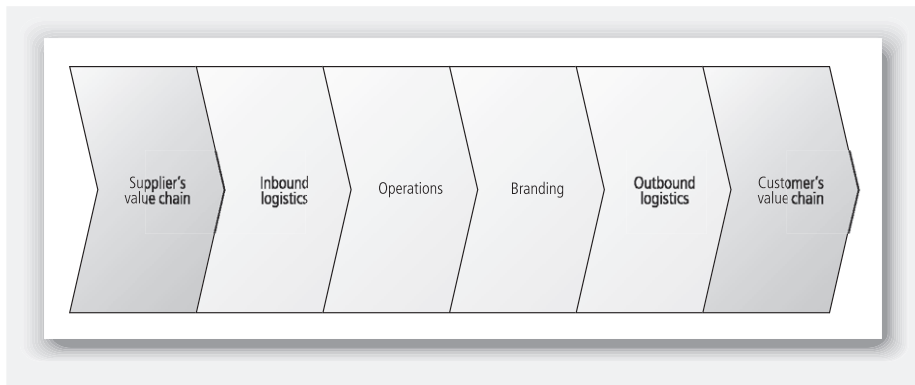 Supplier's
value chain
Inbound
logistics
Operations
Branding
Outbound
logistics
Customer's
value chain